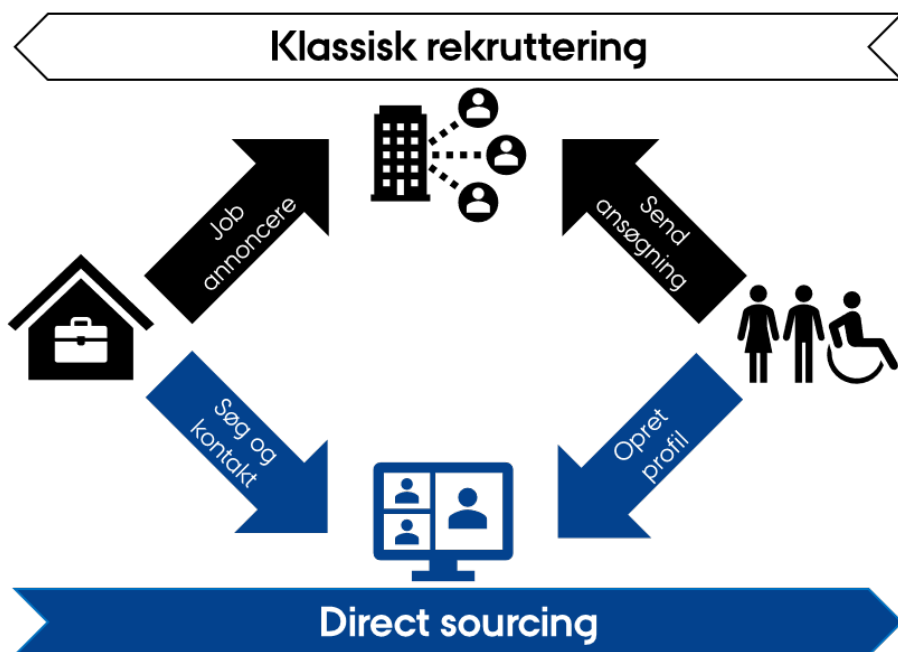 Klassisk rekruttering
Job
annoncere
Send
ansøgning
Søg og
kontakt
Opret
profil
Direct sourcing